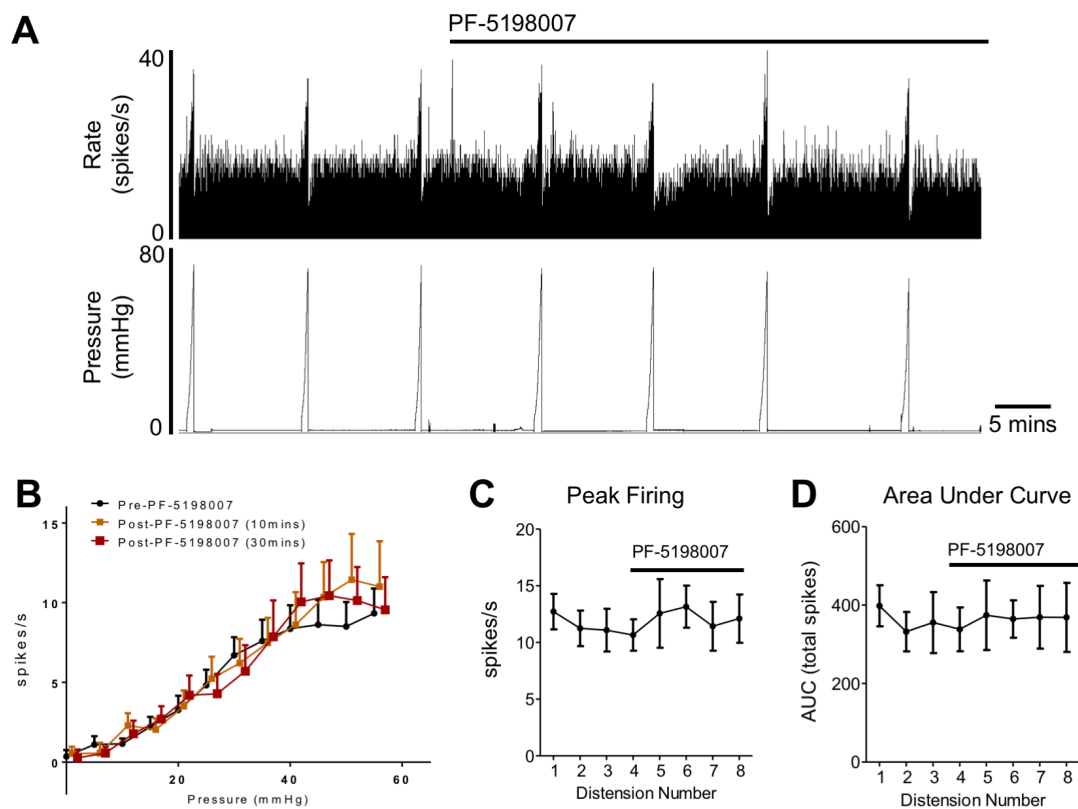 A
PF-5198007
40
Rate
(spikes/s)
0
80
Pressure
(mmHg)
0
5 mins
B
Pre-PF-5198007
Post-PF-5198007 (10mins)
Post-PF-5198007 (30mins)
15
10
5
0
spikes/s
20 40 60
Pressure (mmHg)
C
Peak Firing
PF-5198007
20
15
10
5
0
spikes/s
1 2 3 4 5 6 7 8
Distension Number
D
Area Under Curve
PF-5198007
600
400
200
0
AUC (total spikes)
1 2 3 4 5 6 7 8
Distension Number